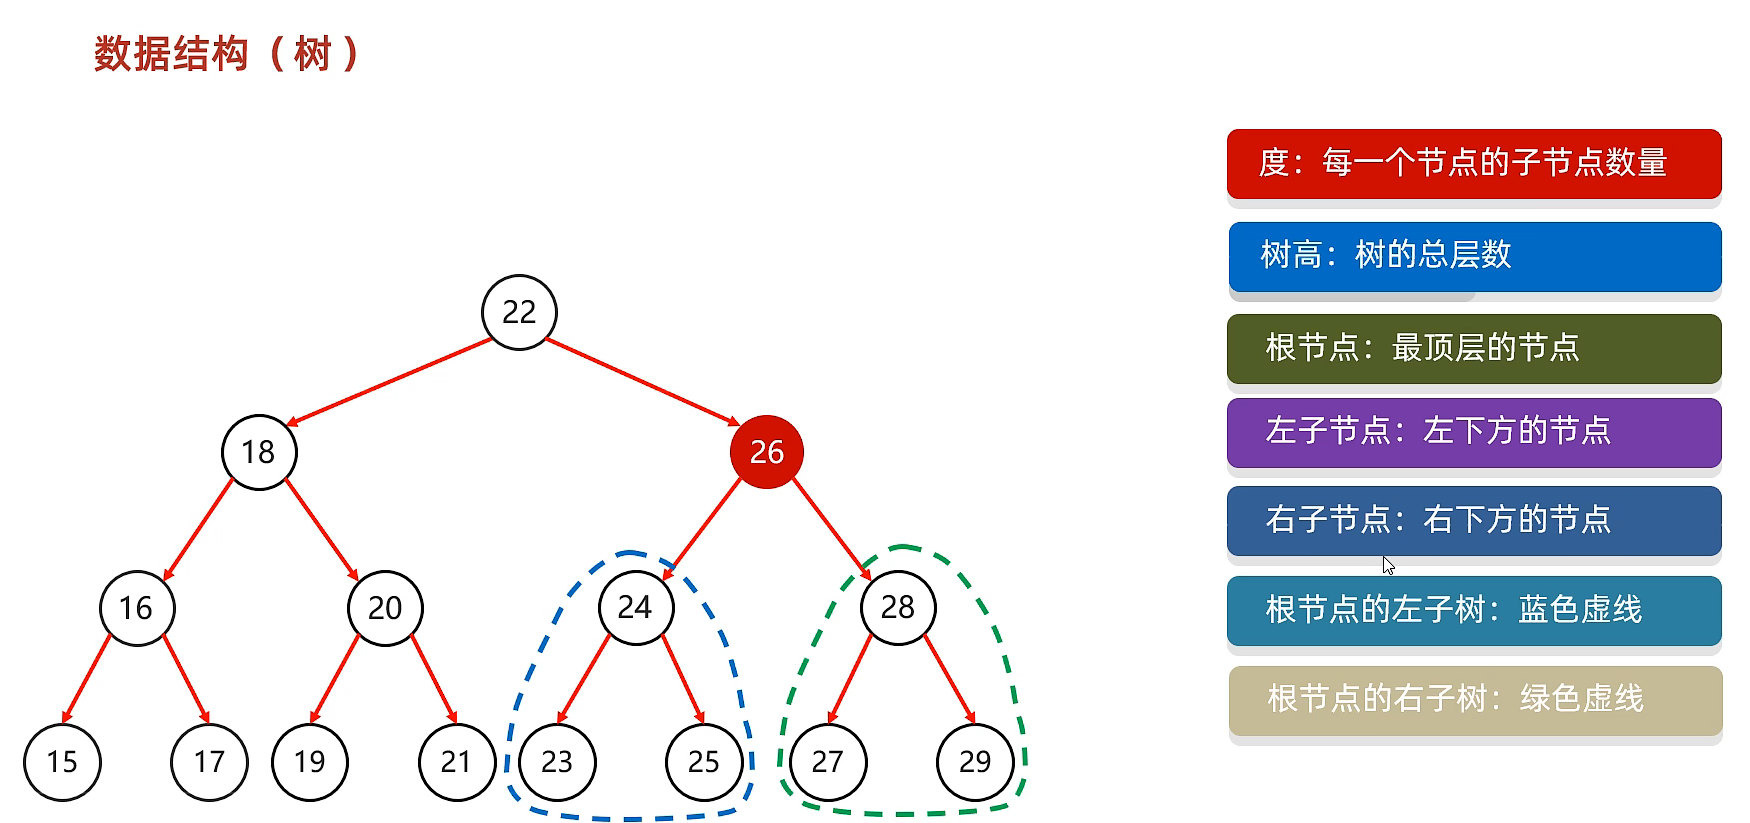 数据结构（树）
度：每一个节点的子节点数量
树高：树的总层数
根节点：最顶层的节点
左子节点：左下方的节点
右子节点：右下方的节点
根节点的左子树：蓝色虚线
根节点的右子树：绿色虚线
22
18 26
16 20 24 28
15 17 19 21 23 25 27 29